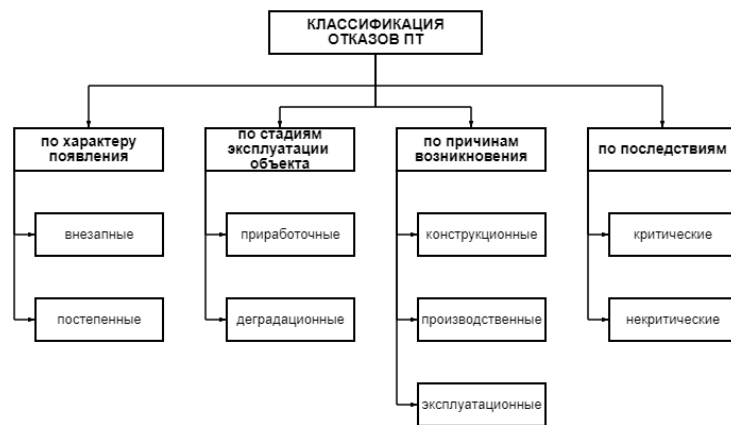 КЛАССИФИКАЦИЯ
ОТКАЗОВ ПТ
по характеру
появления
внезапные
постепенные
по стадиям
эксплуатации
объекта
приработочные
деградационные
по причинам
возникновения
конструкционные
производственные
эксплуатационные
по последствиям
критические
некритические